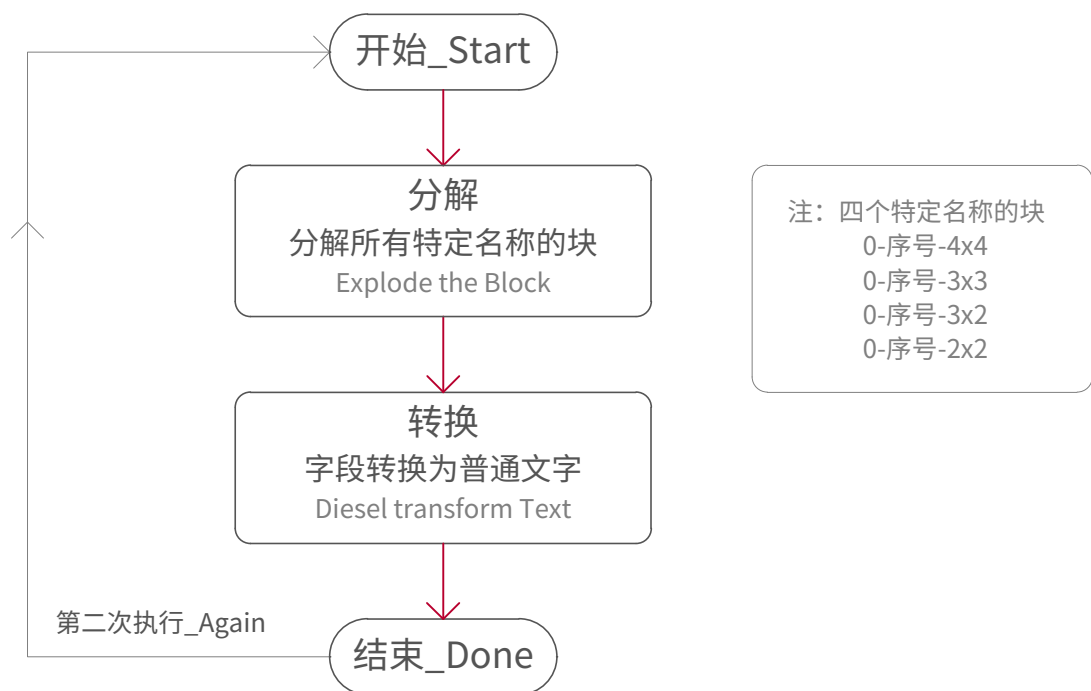 开始_Start
分解
分解所有特定名称的块
Explode the Block
注：四个特定名称的块
0-序号-4x4
0-序号-3x3
0-序号-3x2
0-序号-2x2
转换
字段转换为普通文字
Diesel transform Text
第二次执行_Again
结束_Done